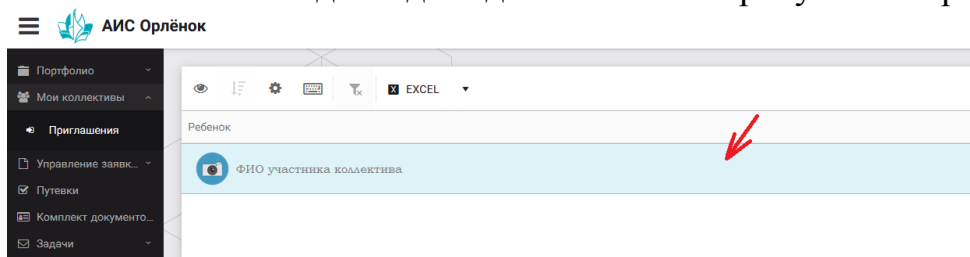 АИС Орлёнок
Портфолио
Мои коллективы
Приглашения
Управление заявк...
Путевки
Комплект документо...
Задачи
X EXCEL
Ребенок
ФИО участника коллектива